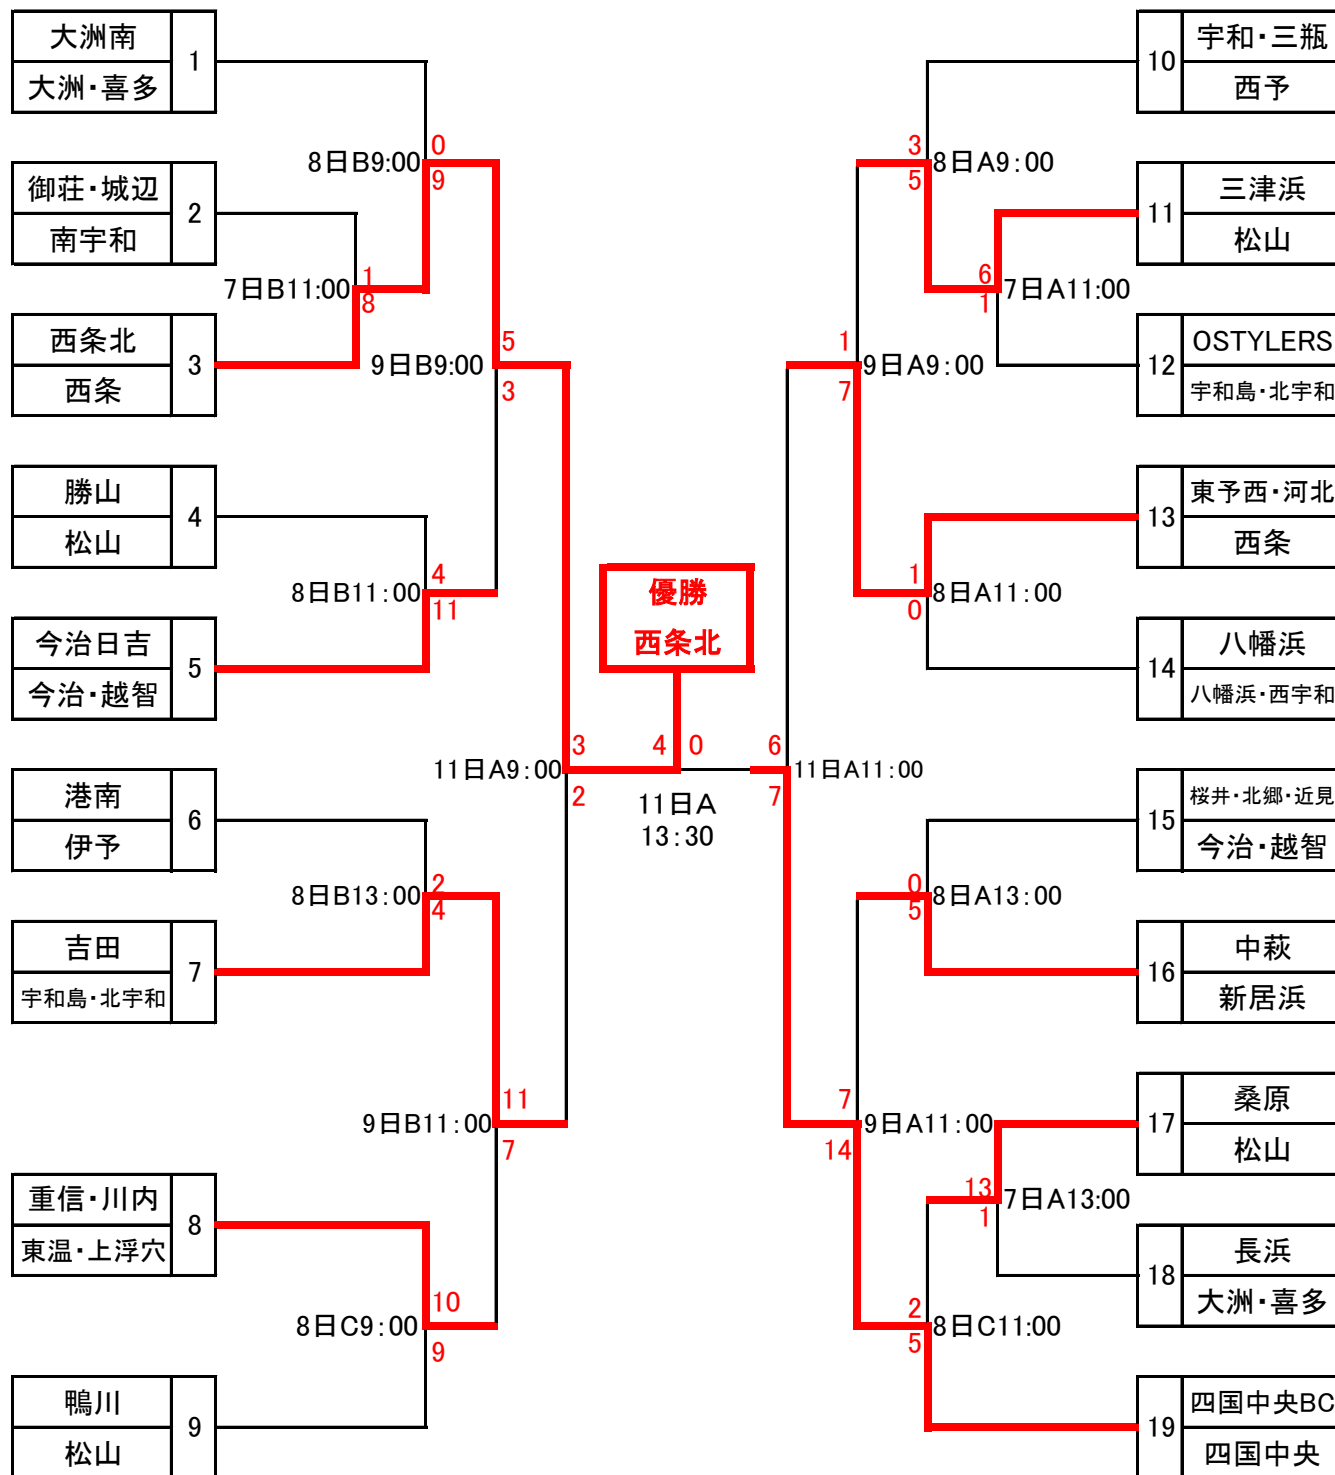 大洲南
1
大洲・喜多
御荘・城辺
2
南宇和
西条北
3
西条
勝山
4
松山
今治日吉
5
今治・越智
港南
6
伊予
吉田
7
宇和島・北宇和
重信・川内
8
東温・上浮穴
鴨川
9
松山
0
8日B9:00
9
1
7日B11:00
8
5
9日B9:00
3
4
8日B11:00
11
3
11日A9:00
2
2
8日B13:00
4
11
9日B11:00
7
10
8日C9:00
9
優勝
西条北
4 0
11日A
13:30
3
8日A9:00
5
6
7日A11:00
1
1
9日A9:00
7
1
8日A11:00
0
6
11日A11:00
7
0
8日A13:00
5
7
9日A11:00
14
13
7日A13:00
1
2
8日C11:00
5
宇和・三瓶
10
西予
三津浜
11
松山
OSTYLERS
12
宇和島・北宇和
東予西・河北
13
西条
八幡浜
14
八幡浜・西宇和
桜井・北郷・近見
15
今治・越智
中萩
16
新居浜
桑原
17
松山
長浜
18
大洲・喜多
四国中央BC
19
四国中央